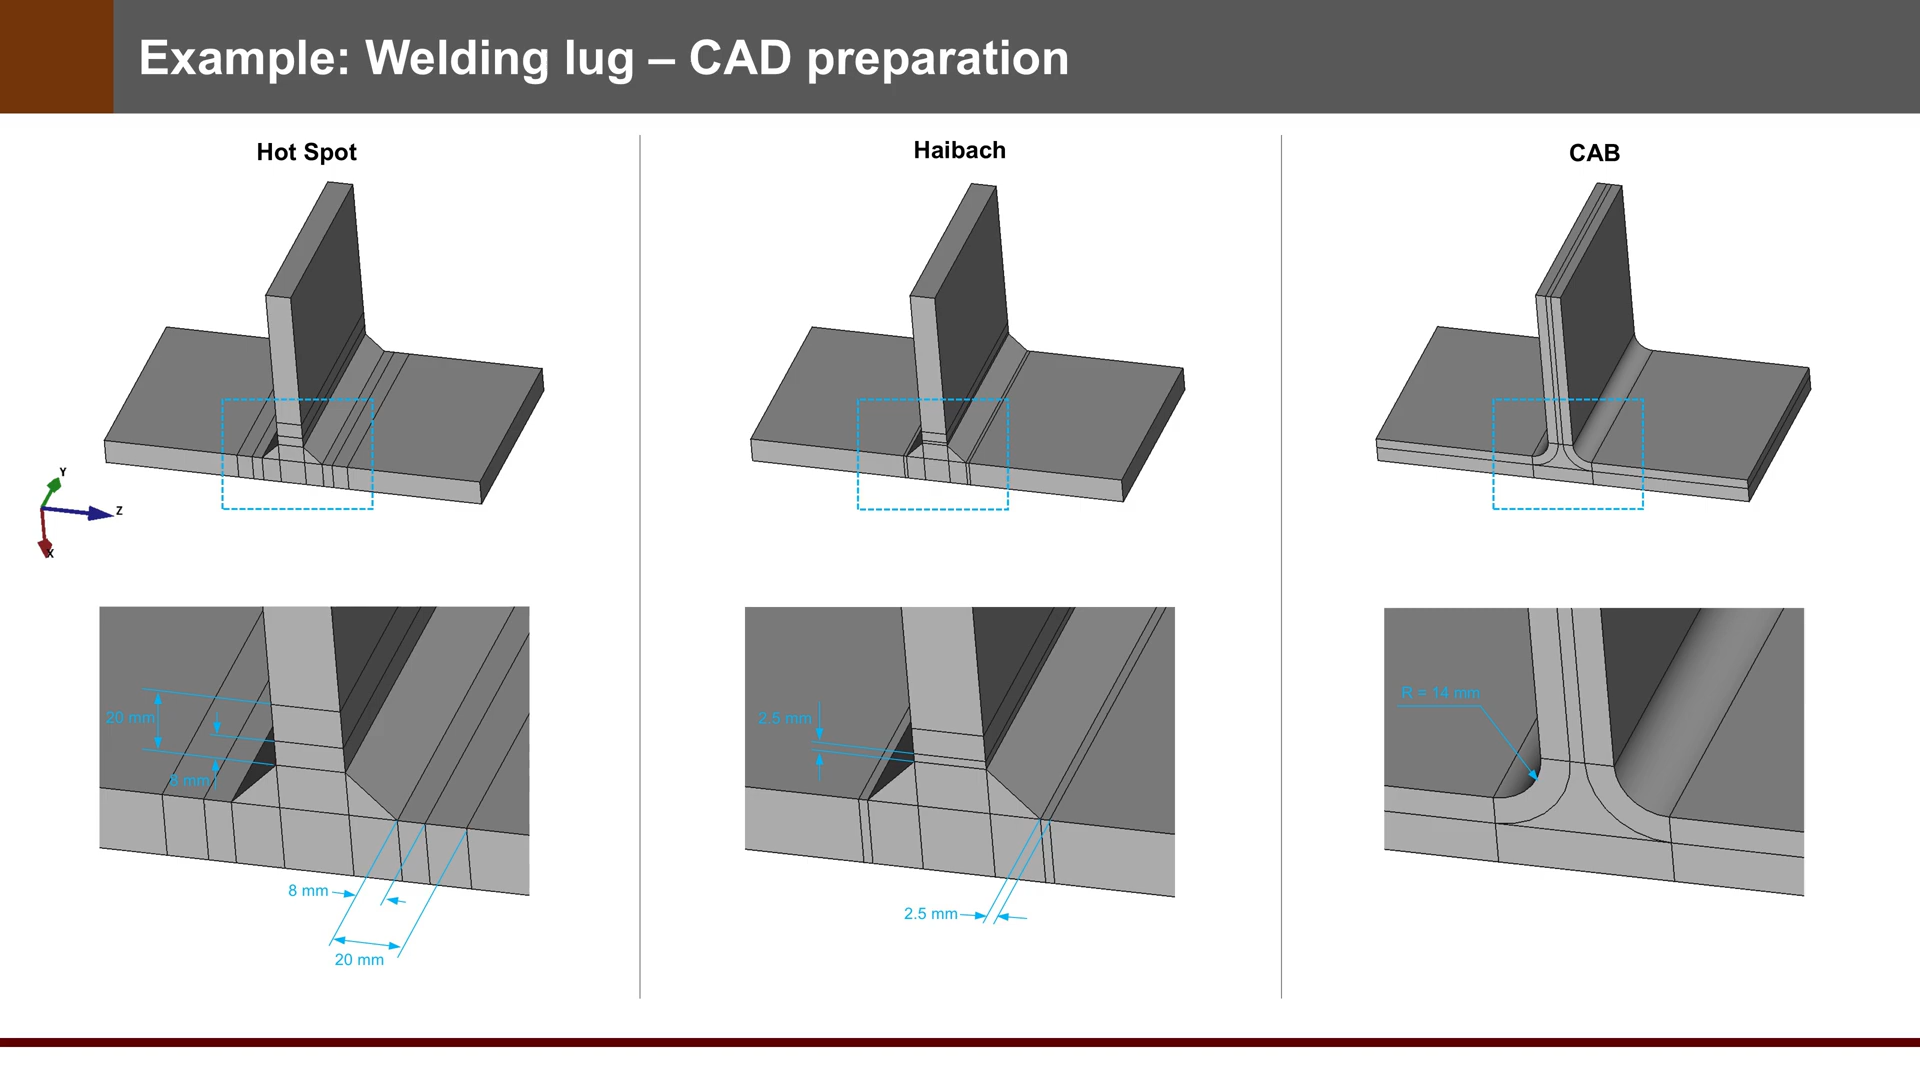 Example: Welding lug – CAD preparation
Hot Spot
Haibach
CAB
Y
Z
X
20 mm
8 mm
8 mm
20 mm
2.5 mm
2.5 mm
R = 14 mm